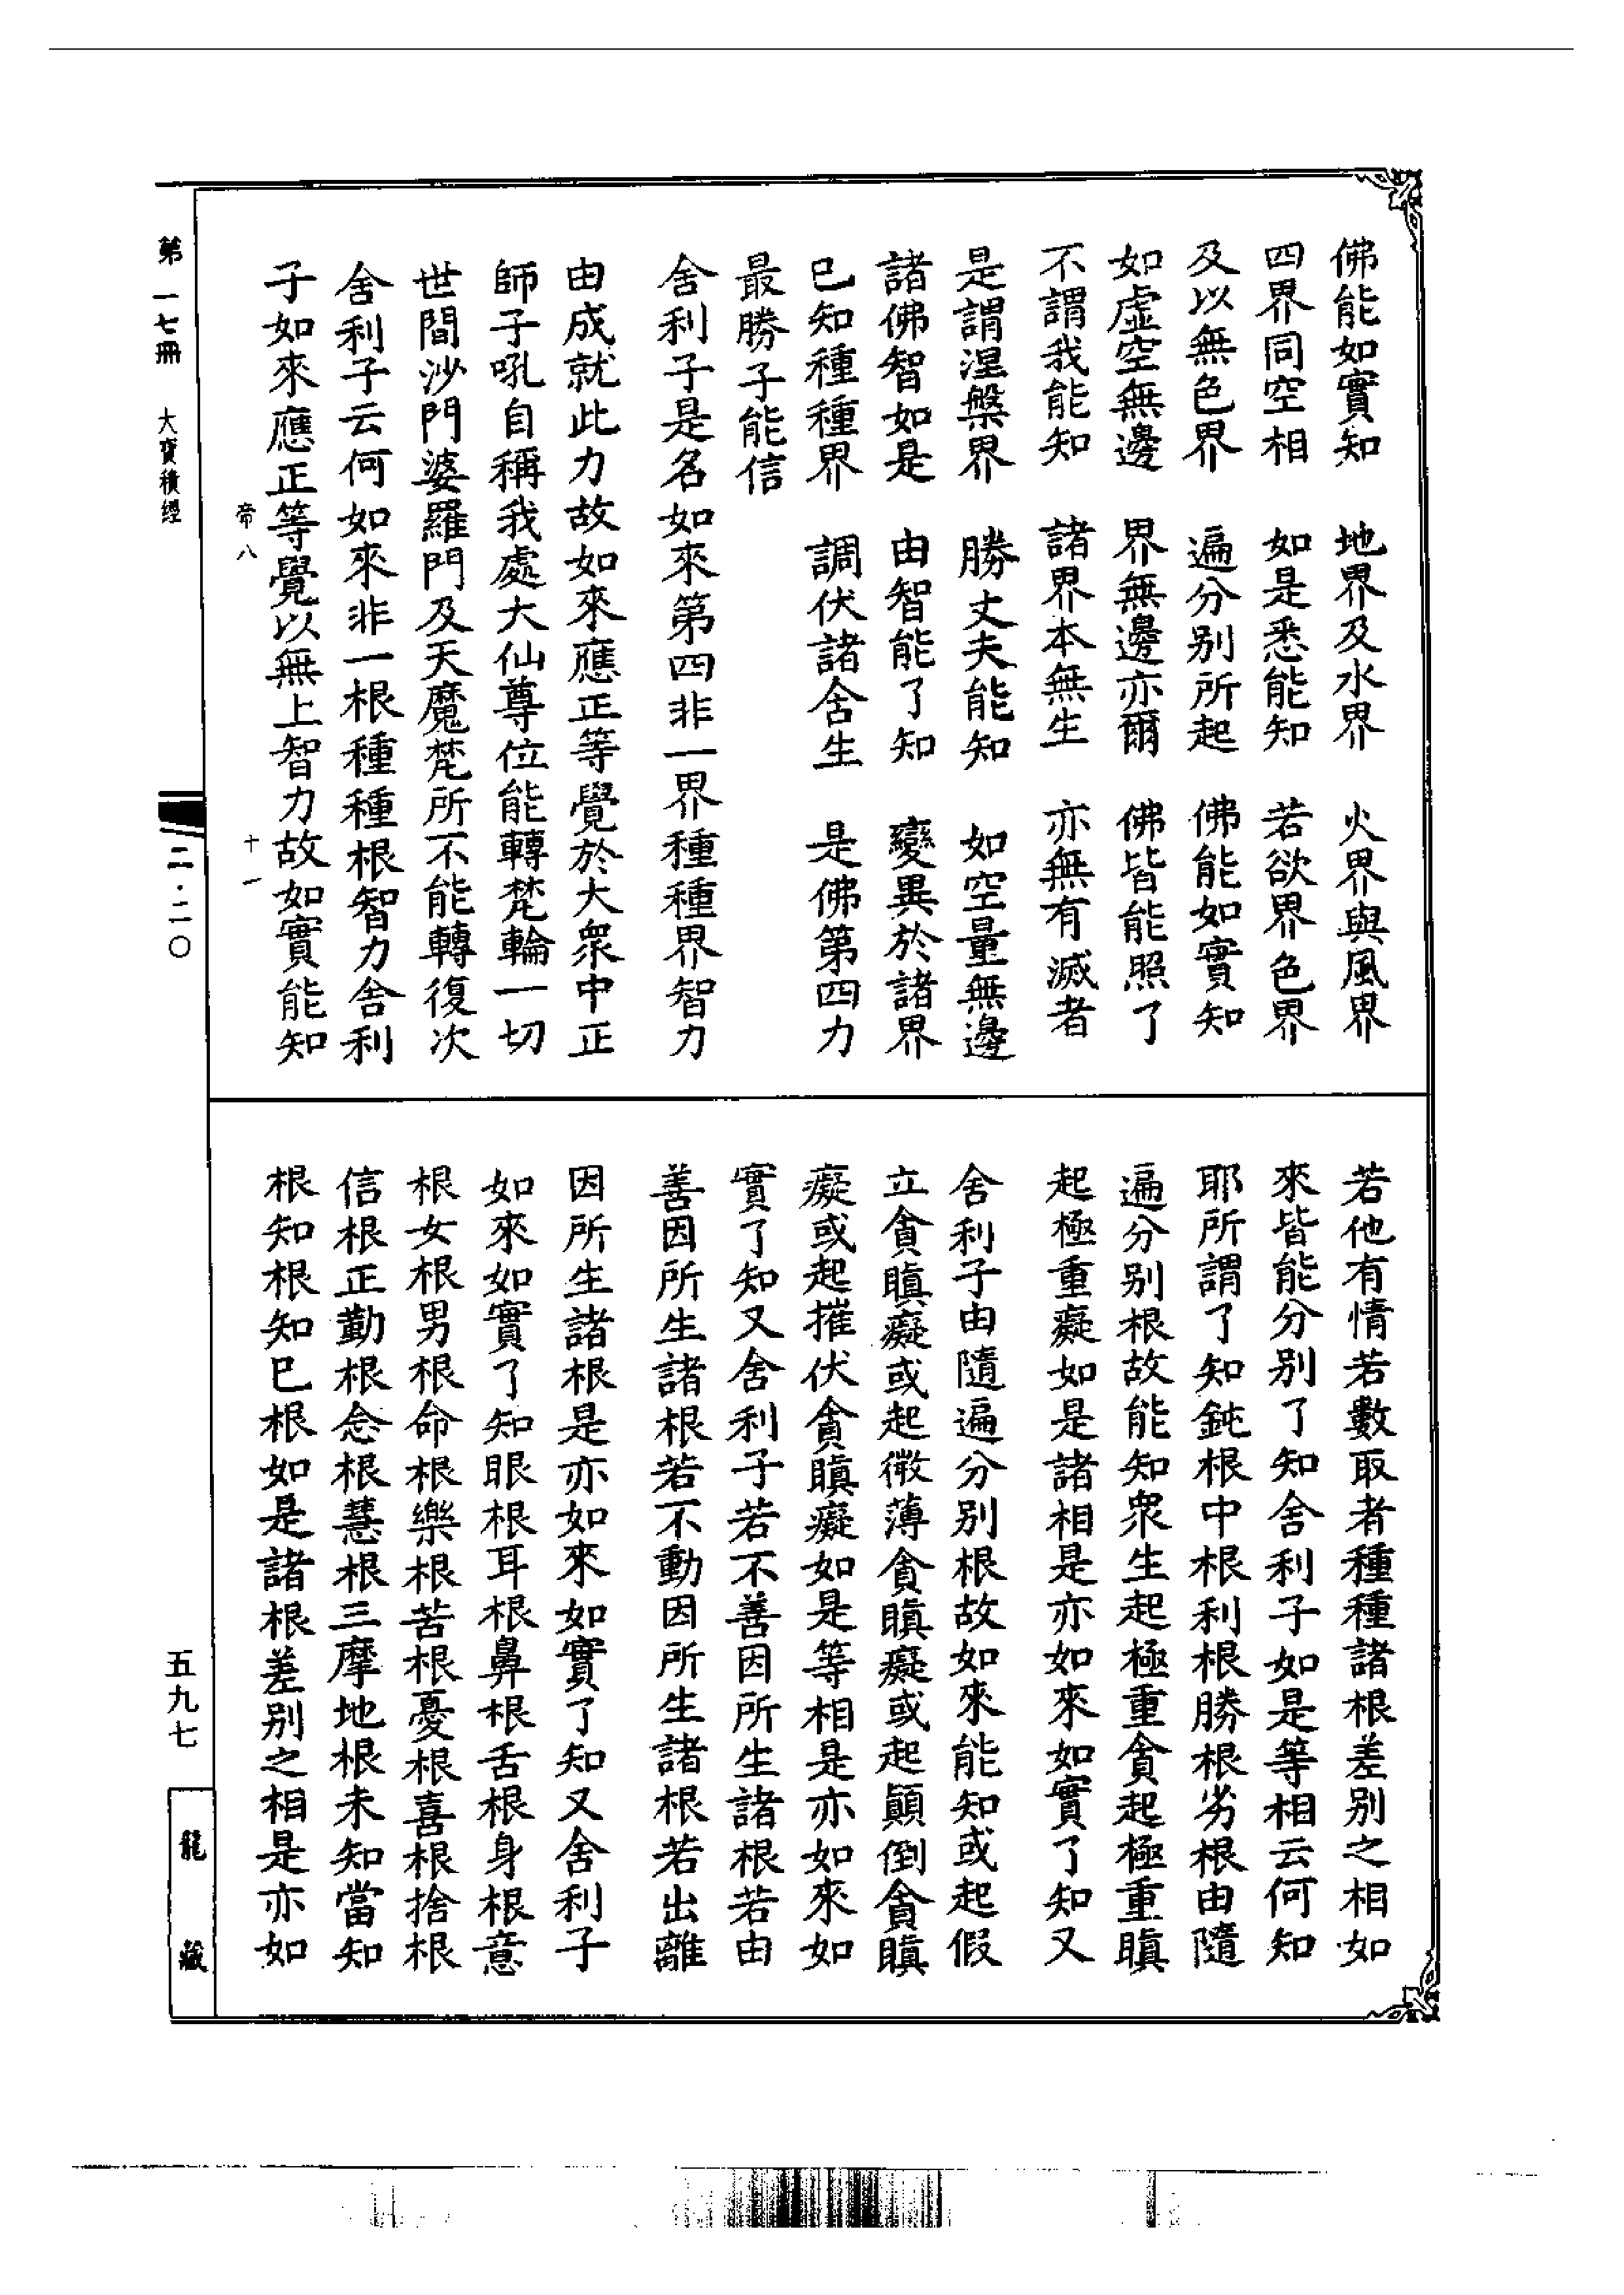 佛能如實知　地界及水界　火界與風界
四界同空相　如是悉能知　若欲界色界
及以無色界　遍分別所起　佛能如實知
如虛空無邊　界無邊亦爾　佛皆能照了
不謂我能知　諸界本無生　亦無有滅者
是謂涅槃界　勝丈夫能知　如空量無邊
諸佛智如是　由智能了知　變異於諸界
已知種種界　調伏諸舍生　是佛第四力
最勝子能信
舍利子是名如來第四非一界種種界智力
由成就此力故如來應正等覺於大衆中正
師子吼自稱我處大仙尊位能轉梵輪一切
世間沙門婆羅門及天魔梵所不能轉復次
舍利子云何如來非一根種種根智力舍利
子如來應正等覺以無上智力故如實能知
若他有情若數取者種種諸根差別之相如
來皆能分別了知舍利子如是等相云何知
耶所謂了知鈍根中根利根勝根劣根由隨
遍分別根故能知衆生起極重貪起極重瞋
起極重癡如是諸相是亦如來如實了知又
舍利子由隨遍分別根故如來能知或起假
立貪瞋癡或起微薄貪瞋癡或起顚倒貪瞋
癡或起摧伏貪瞋癡如是等相是亦如來如
實了知又舍利子若不善因所生諸根若由
善因所生諸根若不動因所生諸根若出離
因所生諸根是亦如來如實了知又舍利子
如來如實了知眼根耳根鼻根舌根身根意
根女根男根命根樂根苦根憂根喜根捨根
信根正勤根念根慧根三摩地根未知當知
根知根知已根如是諸根差別之相是亦如
帝八　十一
第一七冊　大寶積經　二·二〇　五九七　龍藏